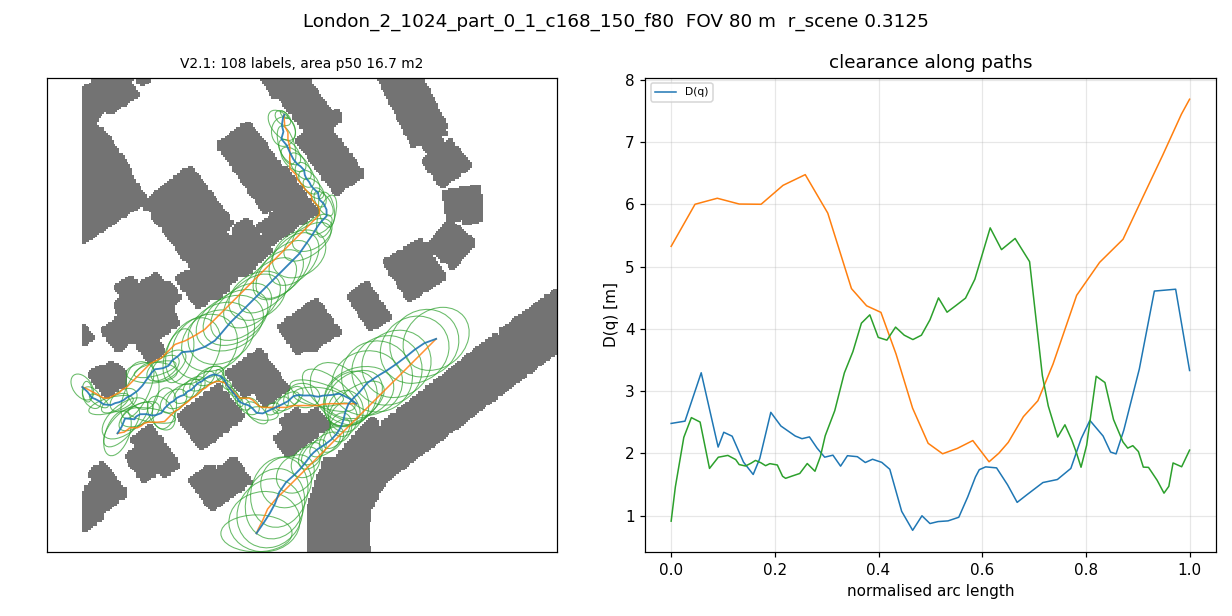 London_2_1024_part_0_1_c168_150_f80  FOV 80 m  r_scene 0.3125
V2.1: 108 labels, area p50 16.7 m2
clearance along paths
D(q)
D(q) [m]
8
7
6
5
4
3
2
1
0.0 0.2 0.4 0.6 0.8 1.0
normalised arc length